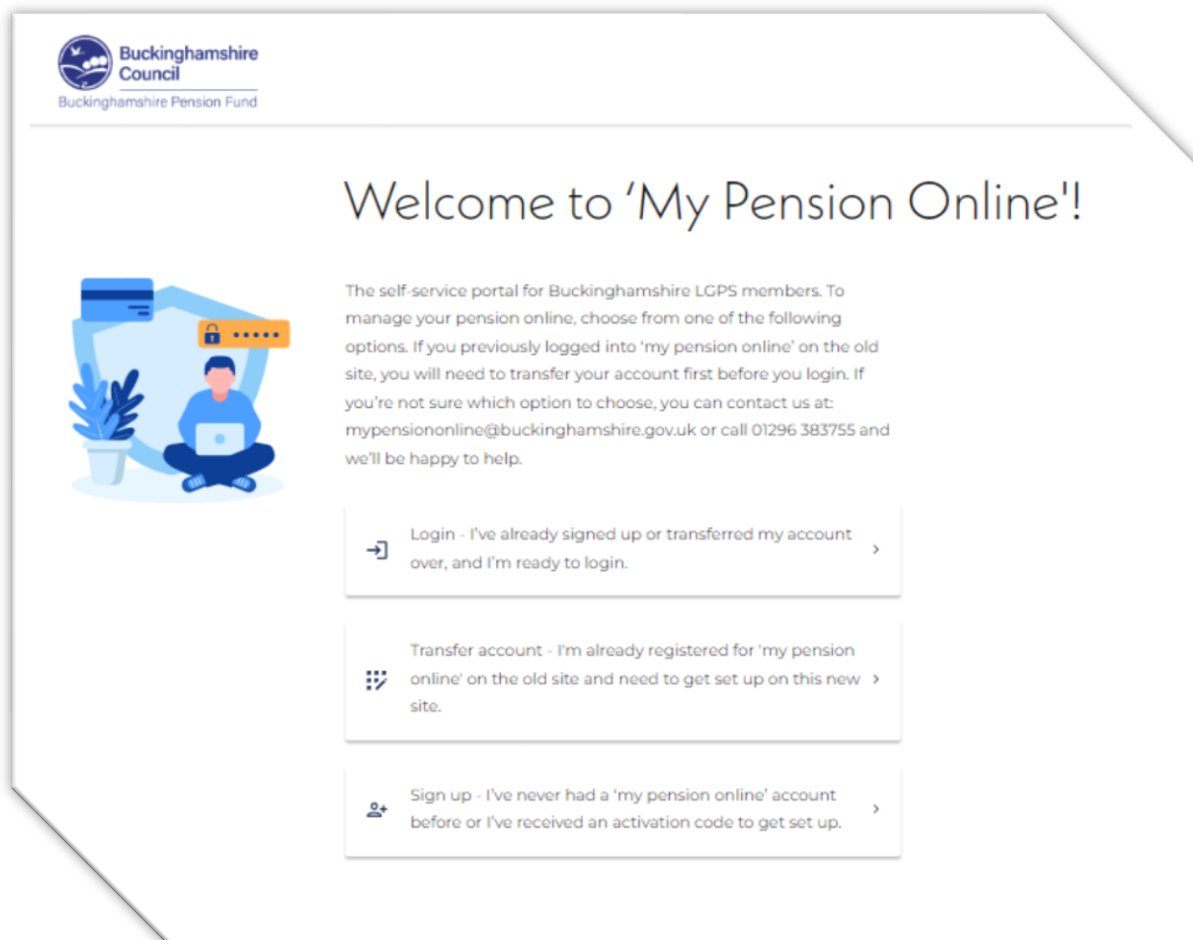 Buckinghamshire
Council
Buckinghamshire Pension Fund
Welcome to ‘My Pension Online'!
The self-service portal for Buckinghamshire LGPS members. To
manage your pension online, choose from one of the following
options. If you previously logged into ‘my pension online’ on the old
site, you will need to transfer your account first before you login. If
you’re not sure which option to choose, you can contact us at:
mypensiononline@buckinghamshire.gov.uk or call 01296 383755 and
we’ll be happy to help.
Login - I’ve already signed up or transferred my account
over, and I’m ready to login.
Transfer account - I'm already registered for 'my pension
online' on the old site and need to get set up on this new
site.
Sign up - I’ve never had a ‘my pension online’ account
before or I’ve received an activation code to get set up.